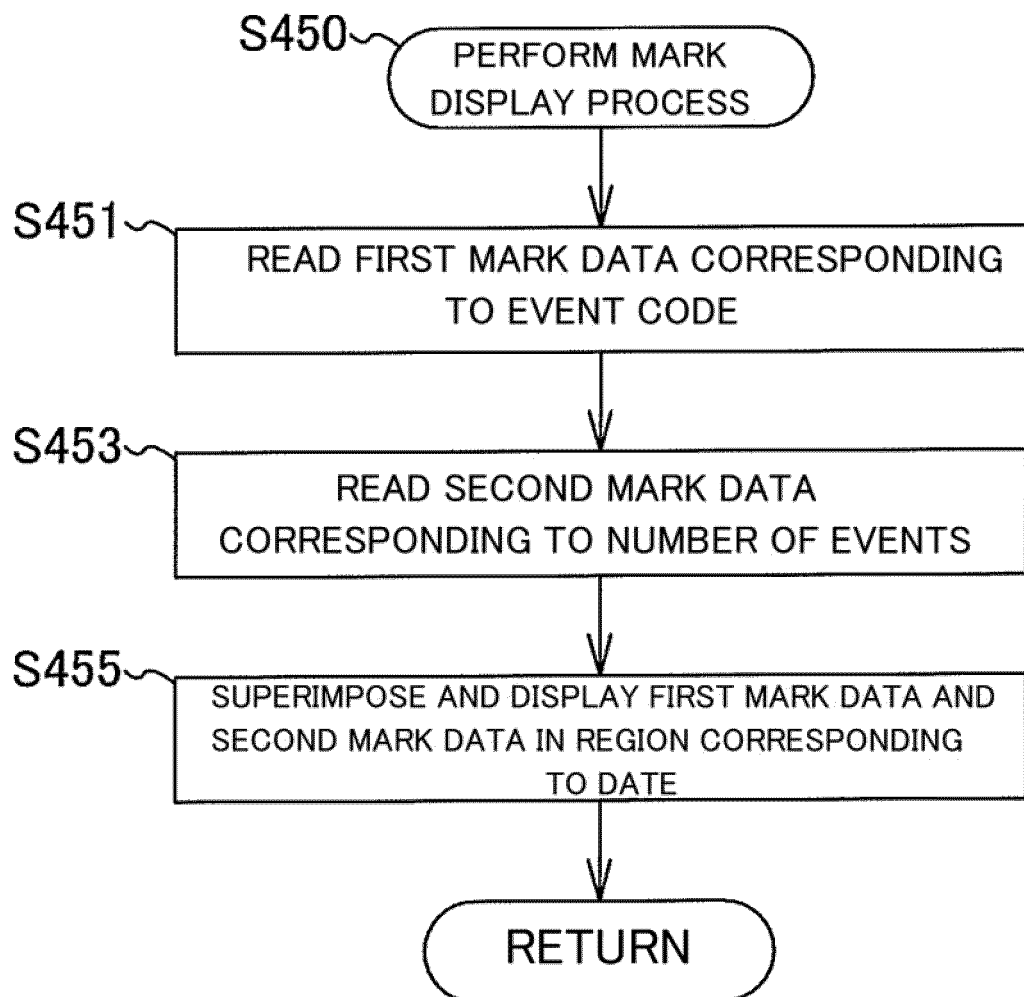 S450
PERFORM MARK
DISPLAY PROCESS
S451
READ FIRST MARK DATA CORRESPONDING
TO EVENT CODE
S453
READ SECOND MARK DATA
CORRESPONDING TO NUMBER OF EVENTS
S455
SUPERIMPOSE AND DISPLAY FIRST MARK DATA AND
SECOND MARK DATA IN REGION CORRESPONDING
TO DATE
RETURN